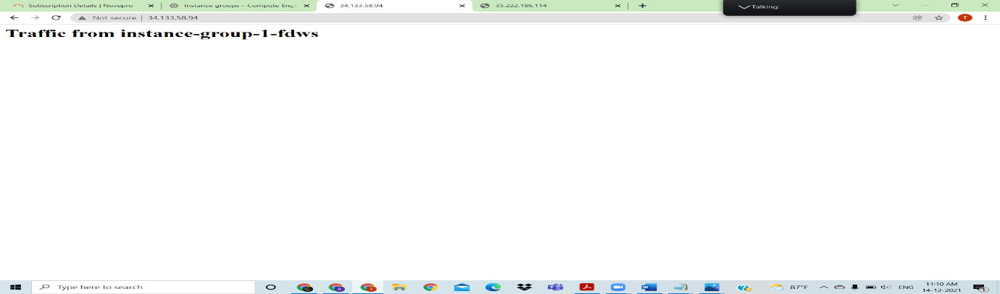 Subscription Details | Nuvepro
Instance groups – Compute Engi
34.133.58.94
35.222.186.114
Talking:
Not secure | 34.133.58.94
T
Traffic from instance-group-1-fdws
Type here to search
87°F
ENG
11:10 AM
14-12-2021
1